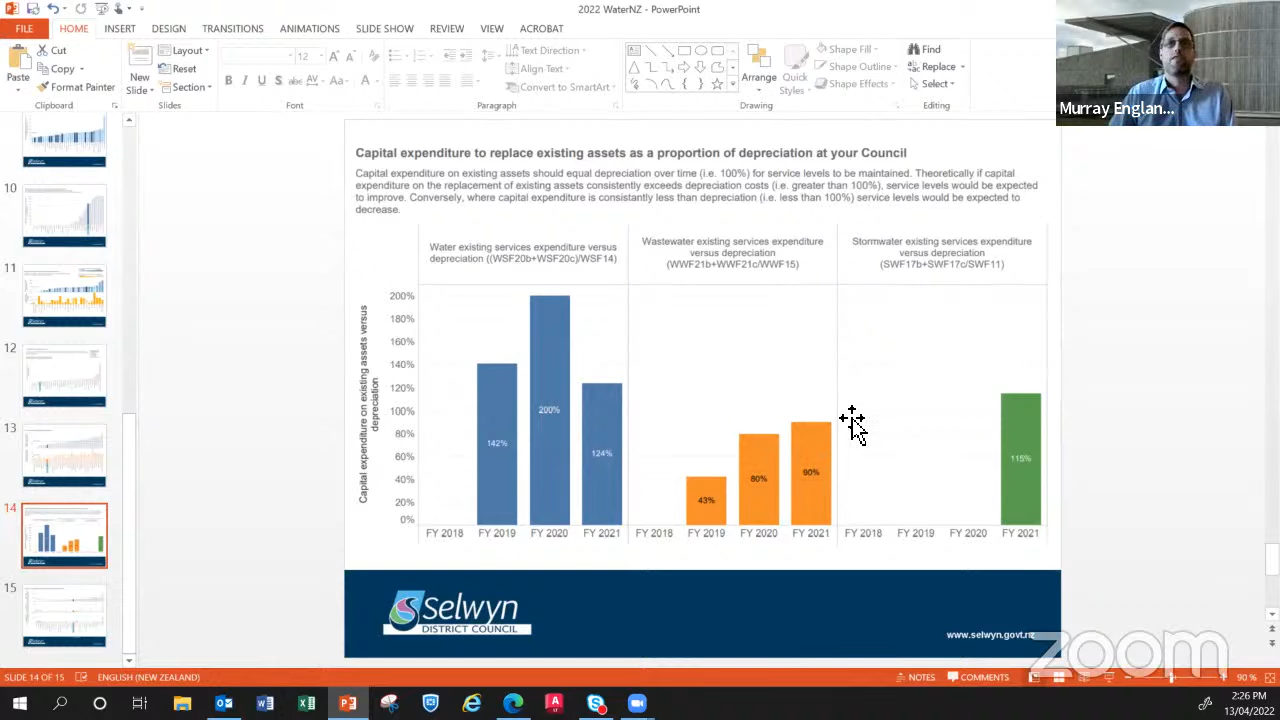 2022 WaterNZ - PowerPoint
FILE HOME INSERT DESIGN TRANSITIONS ANIMATIONS SLIDE SHOW REVIEW VIEW ACROBAT
Paste
Cut
Copy
Format Painter
Clipboard
New
Slide
Layout
Reset
Section
Slides
12
B I U S abc AV Aa A
Font
Text Direction
Align Text
Convert to SmartArt
Paragraph
Arrange
Quick
Styles
Shape Fill
Shape Outline
Shape Effects
Drawing
Find
Replace
Select
Editing
Murray Englan...
10
11
12
13
14
15
Capital expenditure to replace existing assets as a proportion of depreciation at your Council
Capital expenditure on existing assets should equal depreciation over time (i.e. 100%) for service levels to be maintained. Theoretically if capital
expenditure on the replacement of existing assets consistently exceeds depreciation costs (i.e. greater than 100%), service levels would be expected
to improve. Conversely, where capital expenditure is consistantly less than depreciation (i.e. less than 100%) service levels would be expected to
decrease.
Water existing services expenditure versus
depreciation ((WSF20b+WSF20c)/WSF14)
Wastewater existing services expenditure
versus depreciation
(WWF21b+WWF21c/WWF15)
Stormwater existing services expenditure
versus depreciation
(SWF17b+SWF17c/SWF11)
Capital expenditure on existing assets versus
depreciation
200%
180%
160%
140%
120%
100%
80%
60%
40%
20%
0%
142%
200%
124%
43%
80%
90%
115%
FY 2018 FY 2019 FY 2020 FY 2021 FY 2018 FY 2019 FY 2020 FY 2021 FY 2018 FY 2019 FY 2020 FY 2021
Selwyn
DISTRICT COUNCIL
www.selwyn.govt.nz
zoom
SLIDE 14 OF 15 ENGLISH (NEW ZEALAND) NOTES COMMENTS 90 %
2:26 PM
13/04/2022